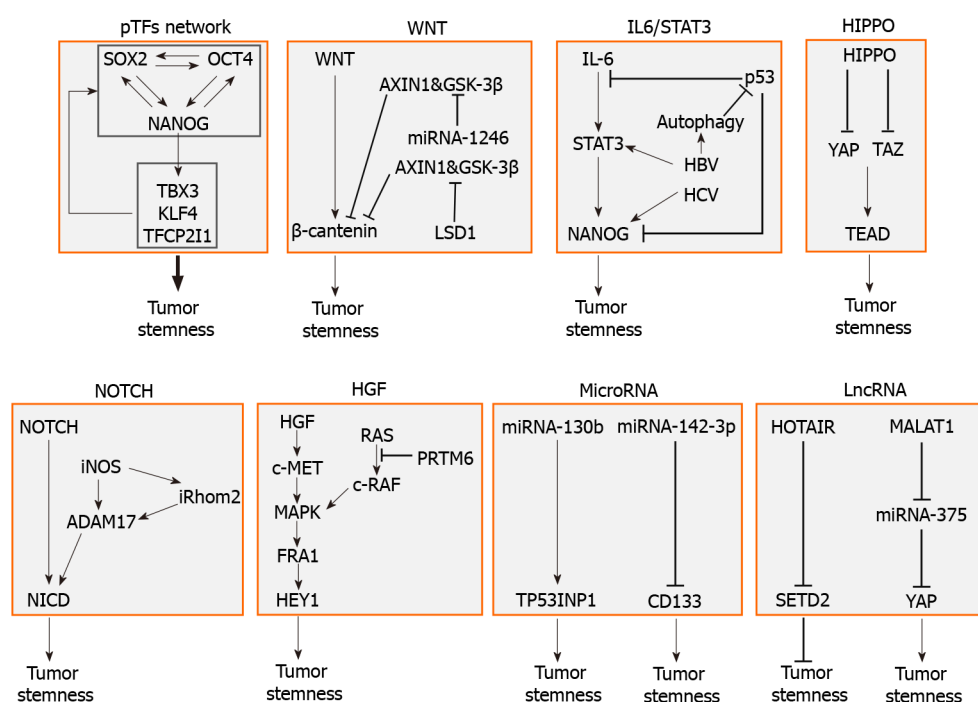 pTFs network
SOX2
OCT4
NANOG
TBX3
KLF4
TFCP2I1
Tumor
stemness
WNT
WNT
AXIN1&GSK-3β
miRNA-1246
AXIN1&GSK-3β
β-cantenin
LSD1
Tumor
stemness
IL6/STAT3
IL-6
p53
Autophagy
STAT3
HBV
HCV
NANOG
Tumor
stemness
HIPPO
HIPPO
YAP
TAZ
TEAD
Tumor
stemness
NOTCH
NOTCH
iNOS
iRhom2
ADAM17
NICD
Tumor
stemness
HGF
HGF
RAS
PRTM6
c-MET
c-RAF
MAPK
FRA1
HEY1
Tumor
stemness
MicroRNA
miRNA-130b
miRNA-142-3p
TP53INP1
CD133
Tumor
stemness
Tumor
stemness
LncRNA
HOTAIR
MALAT1
miRNA-375
SETD2
YAP
Tumor
stemness
Tumor
stemness